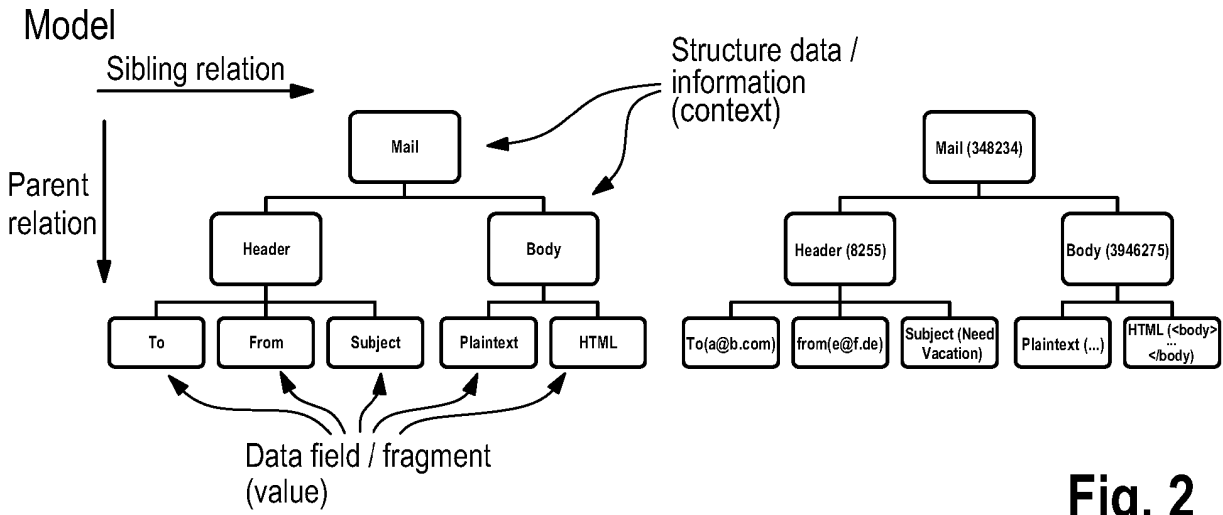 Model
Sibling relation
Structure data /
information
(context)
Parent
relation
Mail
Header
Body
To
From
Subject
Plaintext
HTML
Data field / fragment
(value)
Mail (348234)
Header (8255)
Body (3946275)
To(a@b.com)
from(e@f.de)
Subject (Need
Vacation)
Plaintext (...)
HTML (<body>
...
</body)
Fig. 2